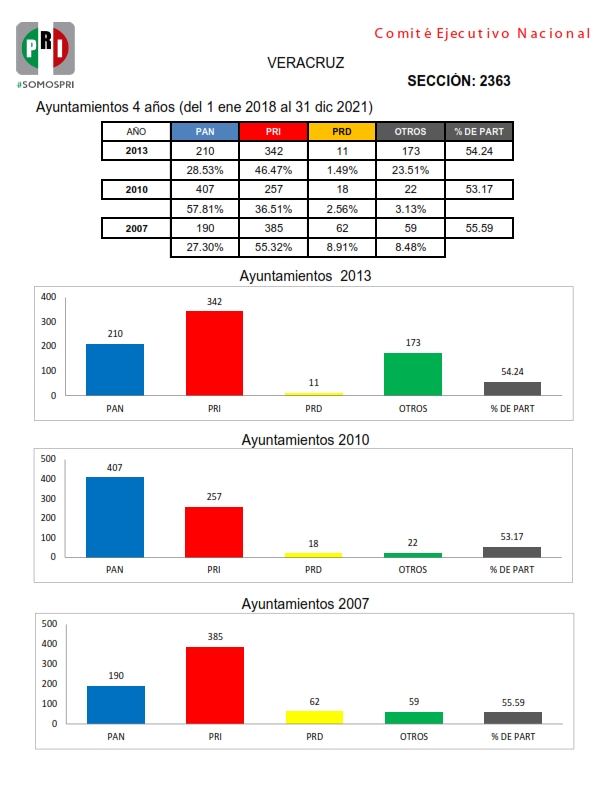 Comité Ejecutivo Nacional
PRI
#SOMOSPRI
VERACRUZ
SECCIÓN: 2363
Ayuntamientos 4 años (del 1 ene 2018 al 31 dic 2021)
AÑO PAN PRI PRD OTROS % DE PART
2013 210 342 11 173 54.24
28.53% 46.47% 1.49% 23.51%
2010 407 257 18 22 53.17
57.81% 36.51% 2.56% 3.13%
2007 190 385 62 59 55.59
27.30% 55.32% 8.91% 8.48%
Ayuntamientos 2013
400
300
200
100
0
210 342 11 173 54.24
PAN PRI PRD OTROS % DE PART
Ayuntamientos 2010
500
400
300
200
100
0
407 257 18 22 53.17
PAN PRI PRD OTROS % DE PART
Ayuntamientos 2007
500
400
300
200
100
0
190 385 62 59 55.59
PAN PRI PRD OTROS % DE PART